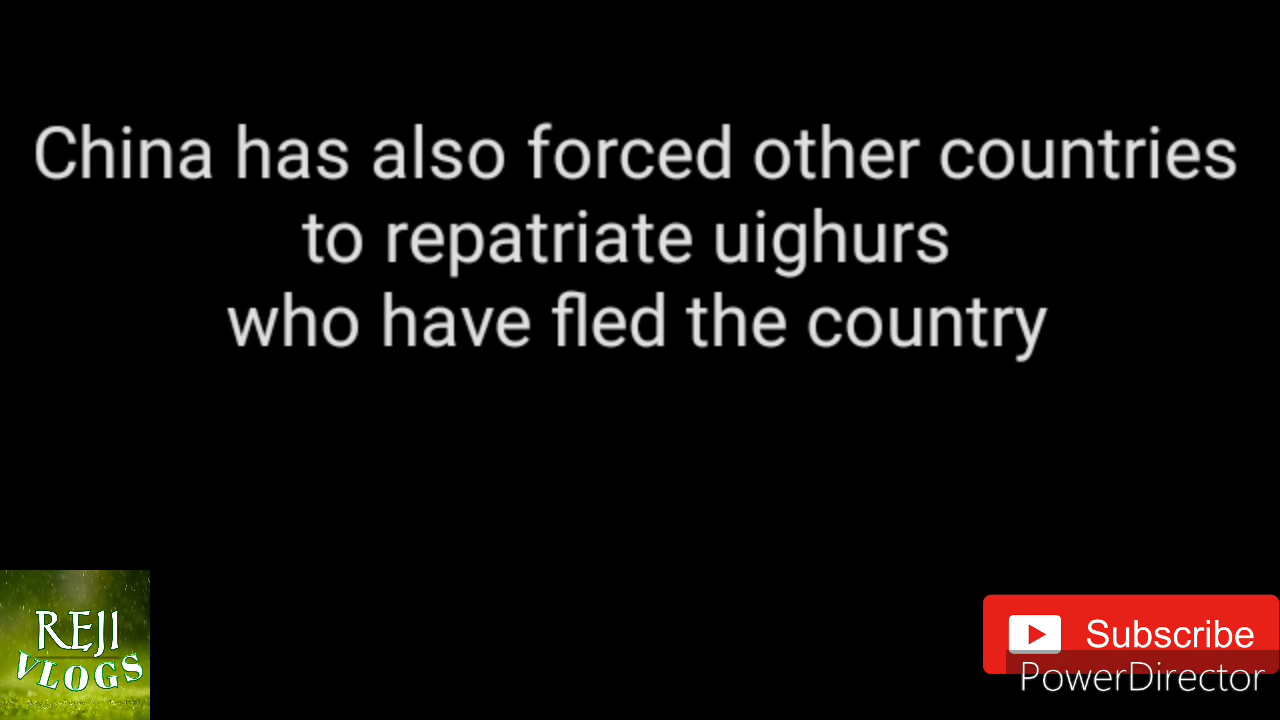 China has also forced other countries
to repatriate uighurs
who have fled the country
REJI
VLOGS
Subscribe
PowerDirector